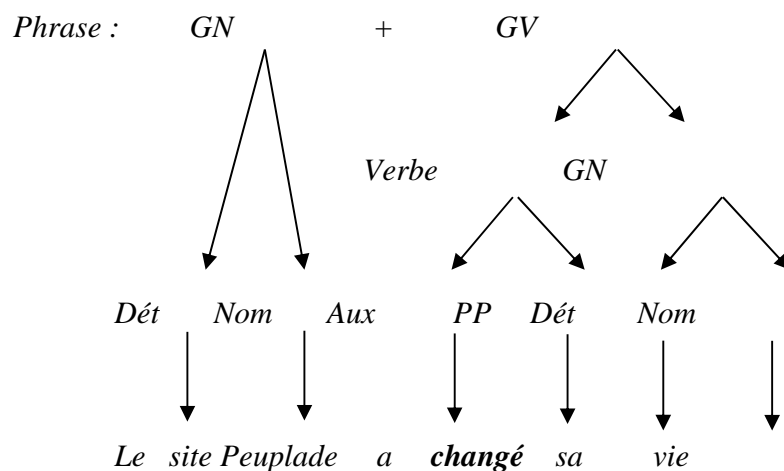 Phrase : GN + GV
Verbe GN
Dét Nom Aux PP Dét Nom
Le site Peuplade a changé sa vie